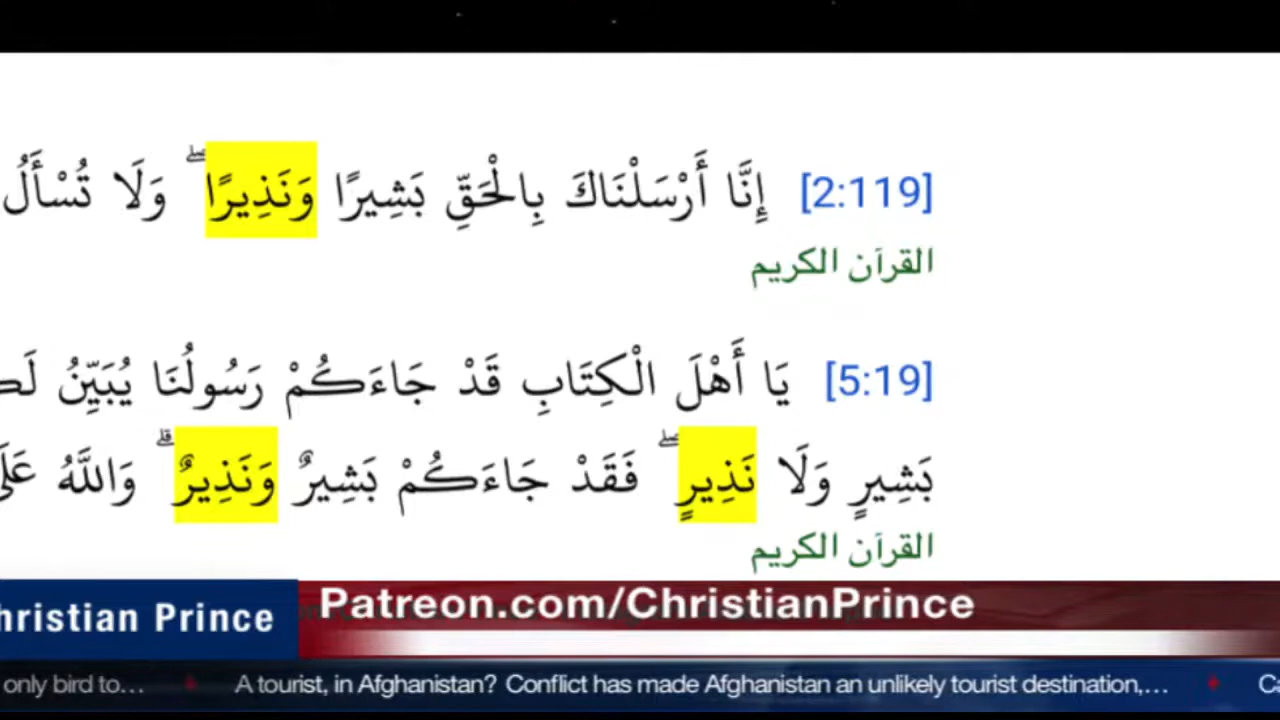 [2:119] إِنَّا أَرْسَلْنَاكَ بِالْحَقِّ بَشِيرًا وَنَذِيرًا ۖ وَلَا تُسْأَلُ
القرآن الكريم
[5:19] يَا أَهْلَ الْكِتَابِ قَدْ جَاءَكُمْ رَسُولُنَا يُبَيِّنُ
بَشِيرٍ وَلَا نَذِيرٍ ۖ فَقَدْ جَاءَكُمْ بَشِيرٌ وَنَذِيرٌ ۗ وَاللَّهُ
القرآن الكريم
hristian Prince
Patreon.com/ChristianPrince
only bird to… A tourist, in Afghanistan? Conflict has made Afghanistan an unlikely tourist destination,…